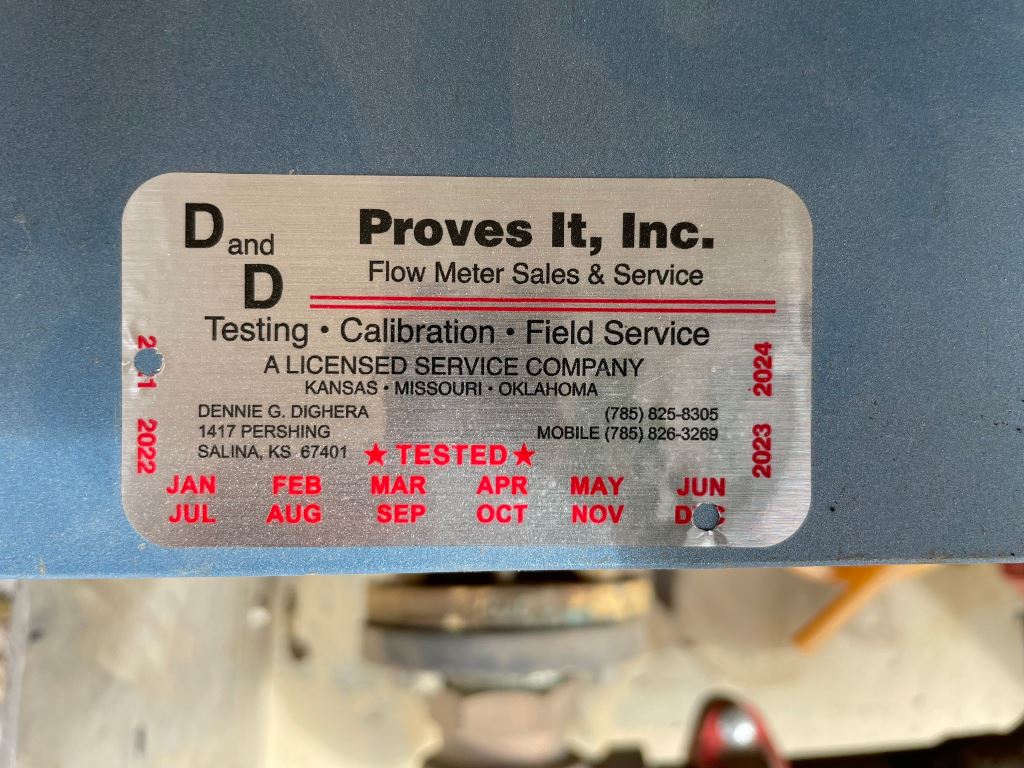 D and D
Proves It, Inc.
Flow Meter Sales & Service
Testing • Calibration • Field Service
A LICENSED SERVICE COMPANY
KANSAS • MISSOURI • OKLAHOMA
DENNIE G. DIGHERA
1417 PERSHING
SALINA, KS 67401
(785) 825-8305
MOBILE (785) 826-3269
★ TESTED ★
2022
2023 2024
JAN FEB MAR APR MAY JUN
JUL AUG SEP OCT NOV